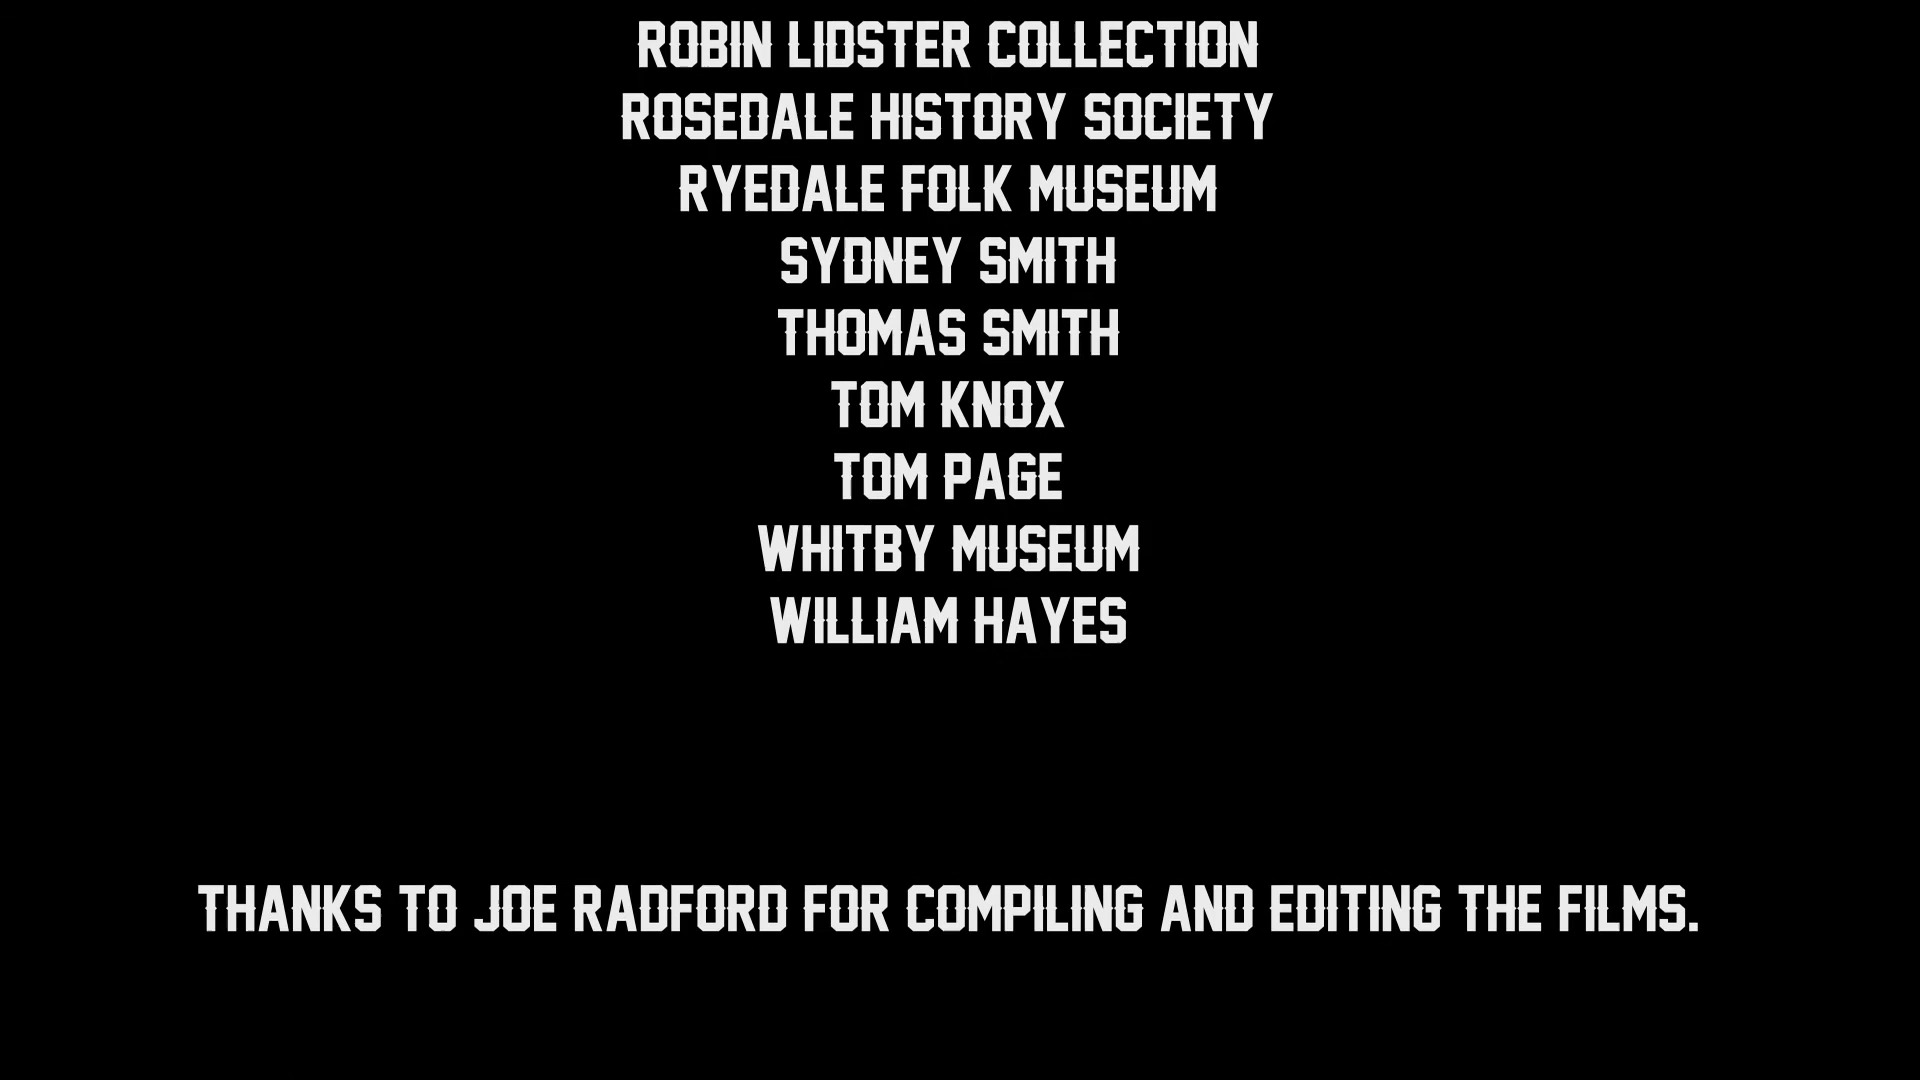 ROBIN LIDSTER COLLECTION
ROSEDALE HISTORY SOCIETY
RYEDALE FOLK MUSEUM
SYDNEY SMITH
THOMAS SMITH
TOM KNOX
TOM PAGE
WHITBY MUSEUM
WILLIAM HAYES
THANKS TO JOE RADFORD FOR COMPILING AND EDITING THE FILMS.